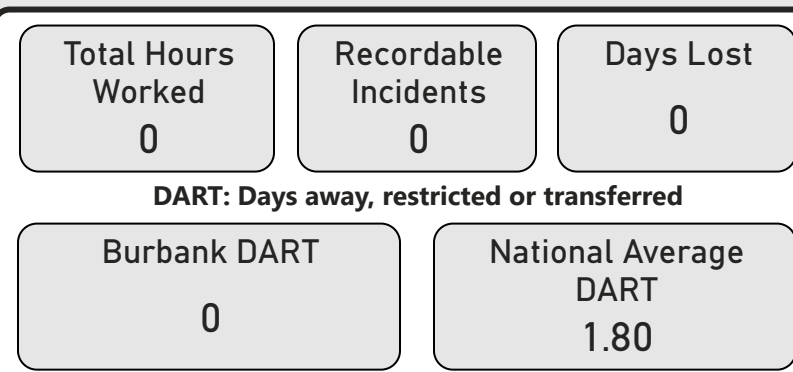 Total Hours
Worked
0
Recordable
Incidents
0
Days Lost
0
DART: Days away, restricted or transferred
Burbank DART
0
National Average
DART
1.80